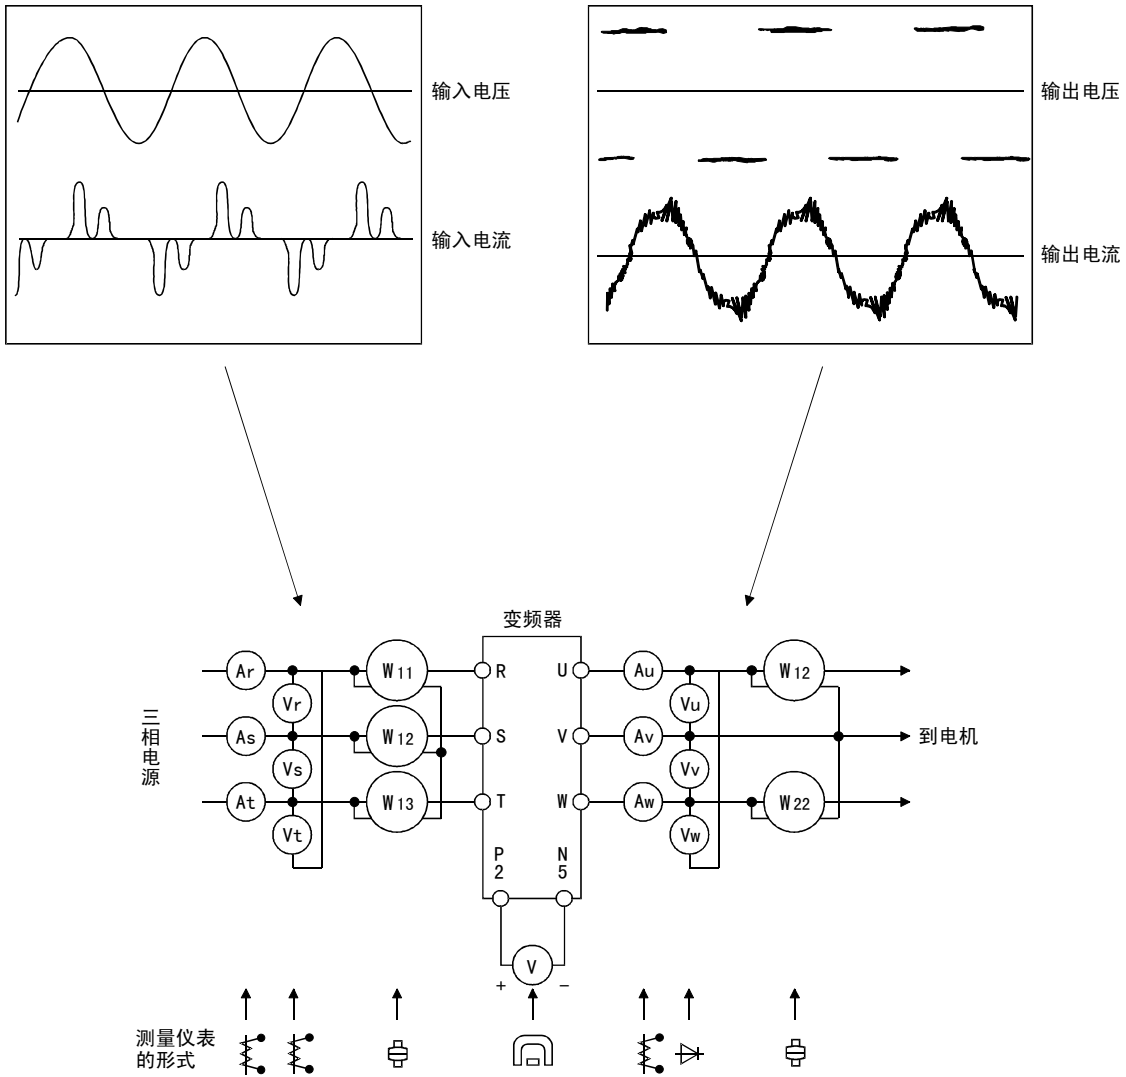 输入电压
输出电压
输入电流
输出电流
变频器
Ar
W11
R
U
Au
W12
Vr
Vu
三相电源
As
W12
S
V
Av
到电机
Vs
Vv
At
W13
T
W
Aw
W22
Vt
Vw
P2
N5
V
+
−
测量仪表
的形式